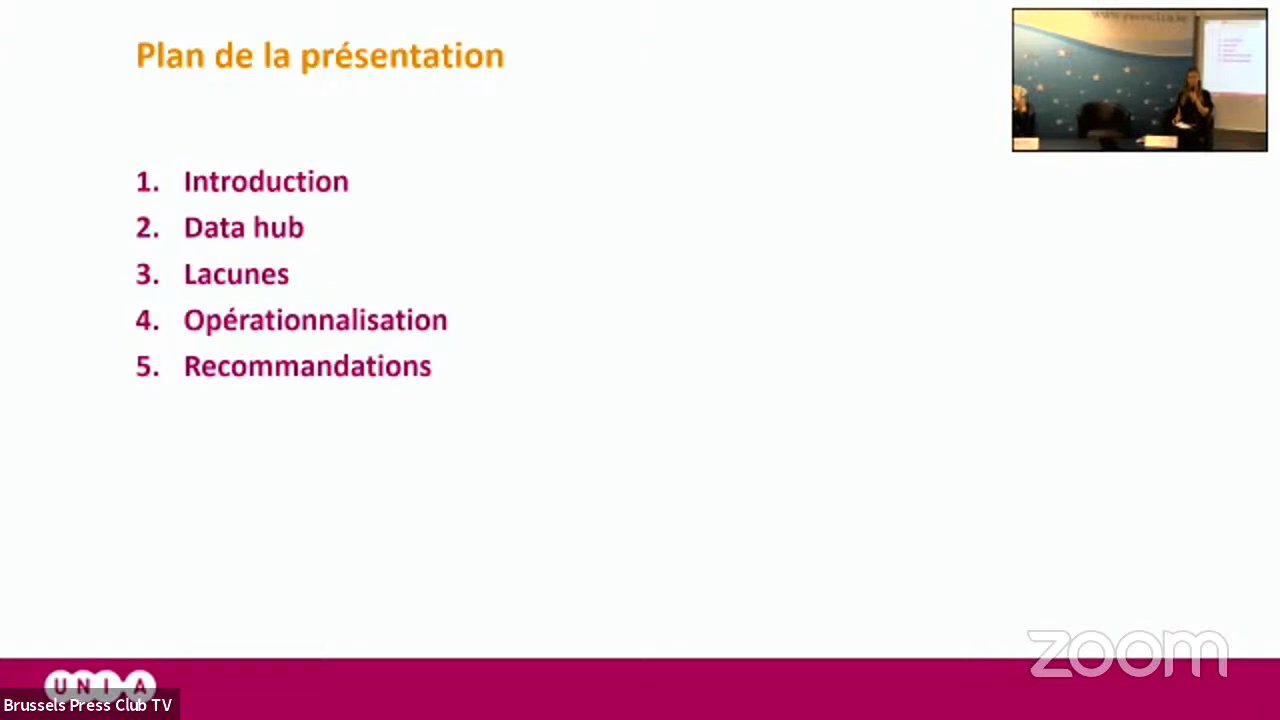 Plan de la présentation
1. Introduction
2. Data hub
3. Lacunes
4. Opérationnalisation
5. Recommandations
zoom
UNIA
Brussels Press Club TV